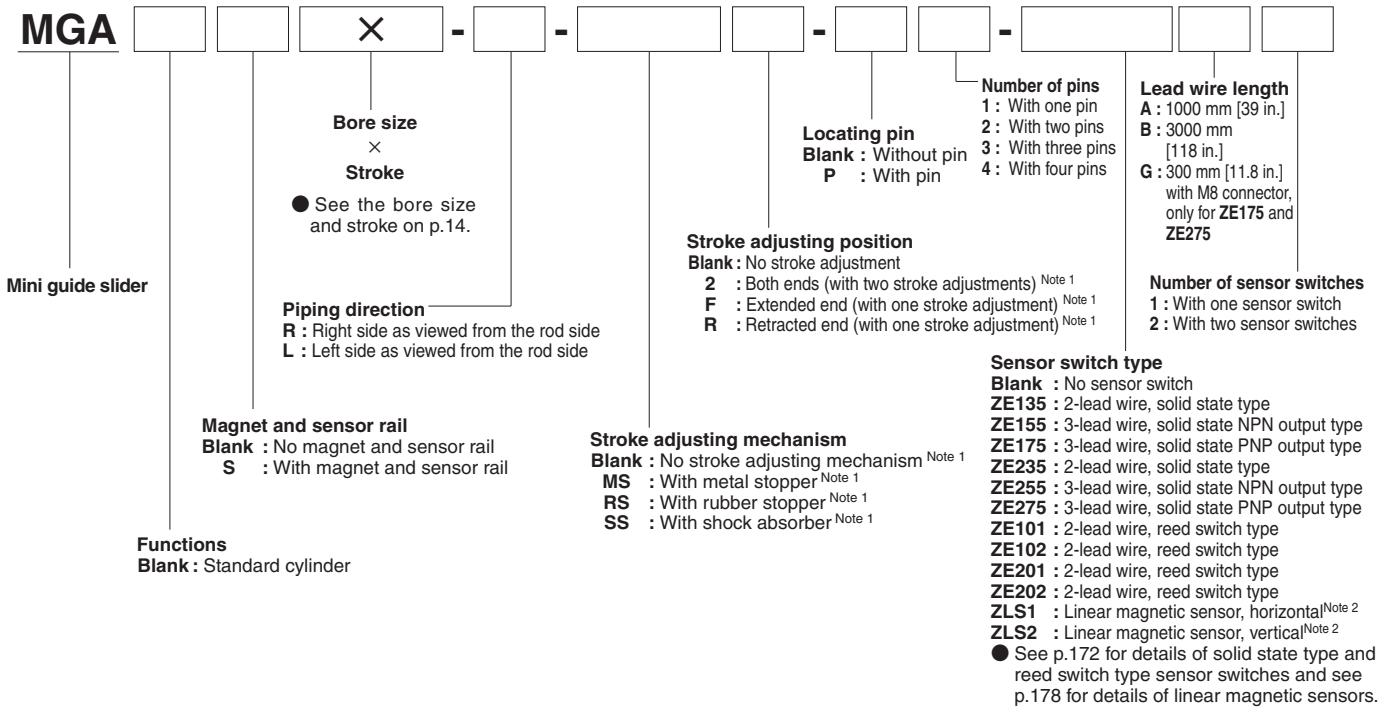 MGA × - - - -
Mini guide slider
Functions
Blank : Standard cylinder
Magnet and sensor rail
Blank : No magnet and sensor rail
S : With magnet and sensor rail
Bore size
×
Stroke
● See the bore size
and stroke on p.14.
Piping direction
R : Right side as viewed from the rod side
L : Left side as viewed from the rod side
Stroke adjusting mechanism
Blank : No stroke adjusting mechanism Note 1
MS : With metal stopper Note 1
RS : With rubber stopper Note 1
SS : With shock absorber Note 1
Stroke adjusting position
Blank : No stroke adjustment
2 : Both ends (with two stroke adjustments) Note 1
F : Extended end (with one stroke adjustment) Note 1
R : Retracted end (with one stroke adjustment) Note 1
Locating pin
Blank : Without pin
P : With pin
Number of pins
1 : With one pin
2 : With two pins
3 : With three pins
4 : With four pins
Sensor switch type
Blank : No sensor switch
ZE135 : 2-lead wire, solid state type
ZE155 : 3-lead wire, solid state NPN output type
ZE175 : 3-lead wire, solid state PNP output type
ZE235 : 2-lead wire, solid state type
ZE255 : 3-lead wire, solid state NPN output type
ZE275 : 3-lead wire, solid state PNP output type
ZE101 : 2-lead wire, reed switch type
ZE102 : 2-lead wire, reed switch type
ZE201 : 2-lead wire, reed switch type
ZE202 : 2-lead wire, reed switch type
ZLS1 : Linear magnetic sensor, horizontal Note 2
ZLS2 : Linear magnetic sensor, vertical Note 2
● See p.172 for details of solid state type and
reed switch type sensor switches and see
p.178 for details of linear magnetic sensors.
Lead wire length
A : 1000 mm [39 in.]
B : 3000 mm
[118 in.]
G : 300 mm [11.8 in.]
with M8 connector,
only for ZE175 and
ZE275
Number of sensor switches
1 : With one sensor switch
2 : With two sensor switches